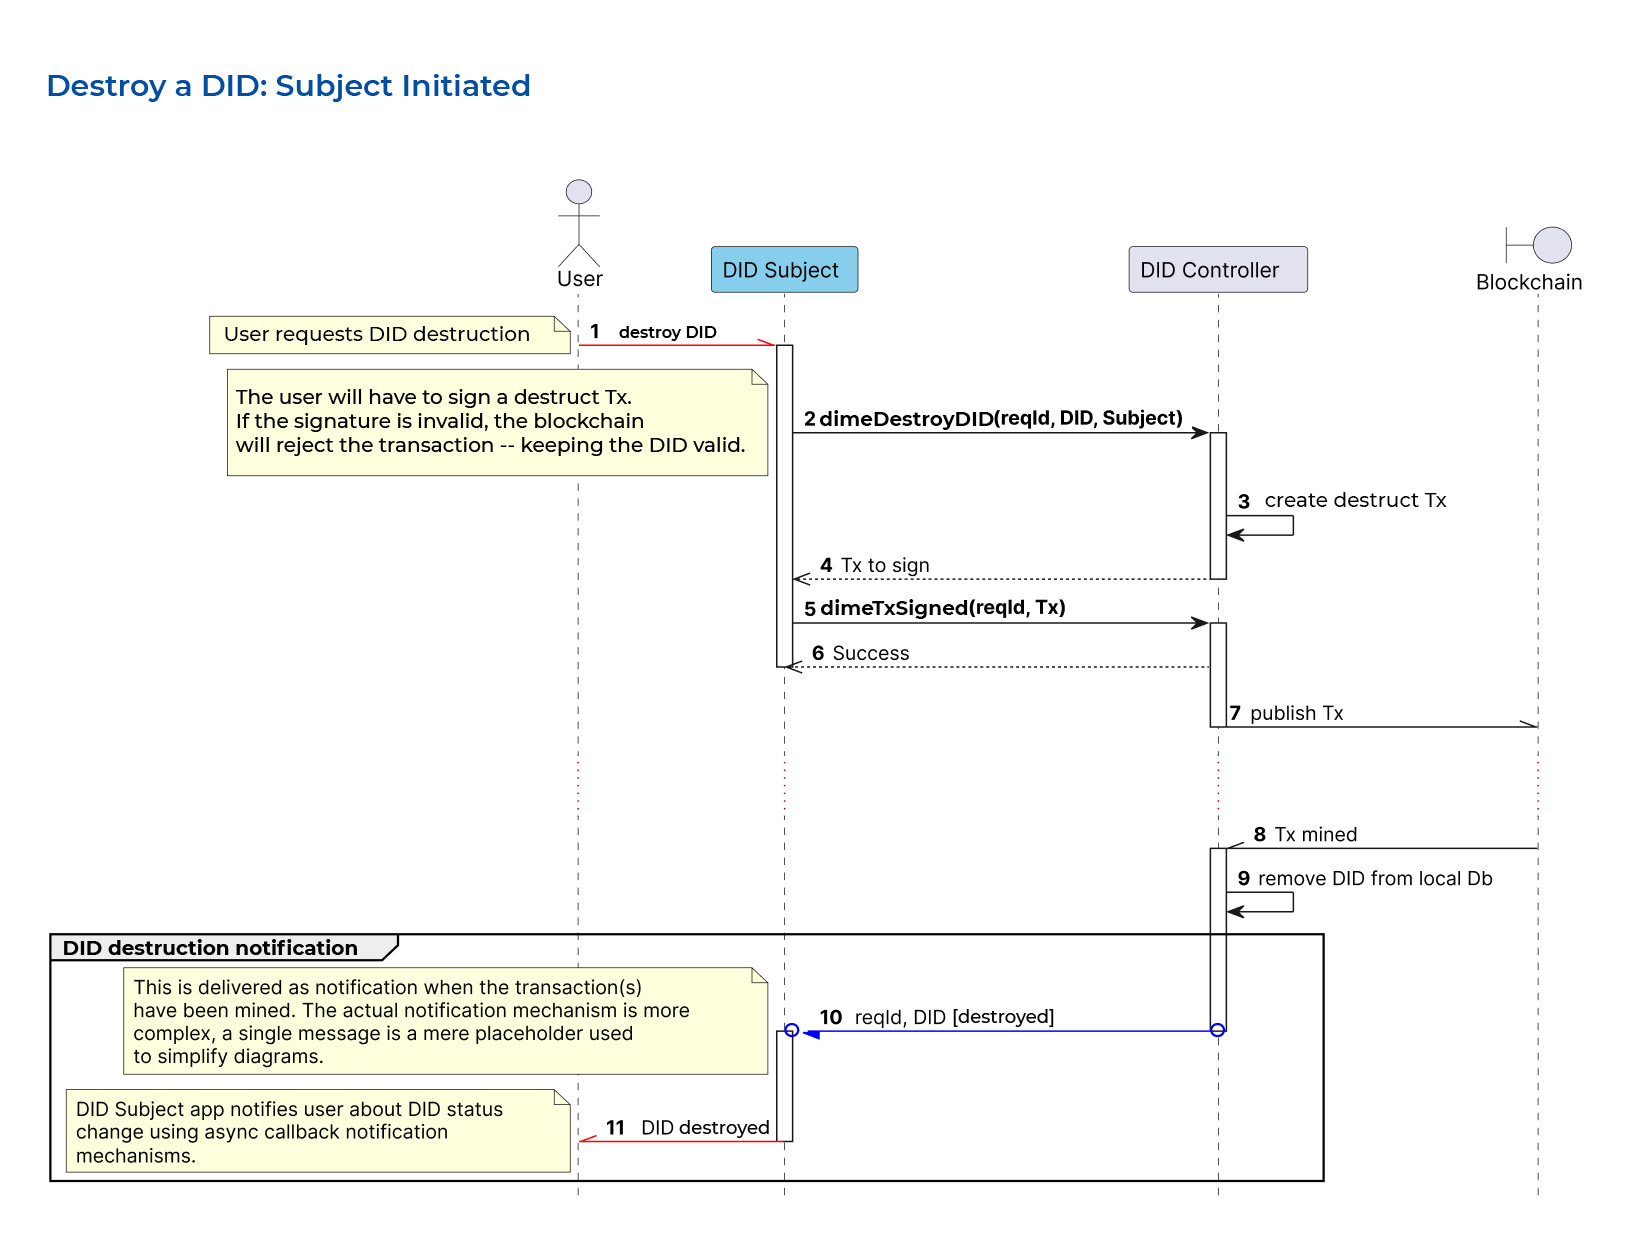 Destroy a DID: Subject Initiated
User
DID Subject
DID Controller
Blockchain
User requests DID destruction
1 destroy DID
The user will have to sign a destruct Tx.
If the signature is invalid, the blockchain
will reject the transaction -- keeping the DID valid.
2 dimeDestroyDID(reqId, DID, Subject)
3 create destruct Tx
4 Tx to sign
5 dimeTxSigned(reqId, Tx)
6 Success
7 publish Tx
8 Tx mined
9 remove DID from local Db
DID destruction notification
This is delivered as notification when the transaction(s)
have been mined. The actual notification mechanism is more
complex, a single message is a mere placeholder used
to simplify diagrams.
10 reqId, DID [destroyed]
DID Subject app notifies user about DID status
change using async callback notification
mechanisms.
11 DID destroyed